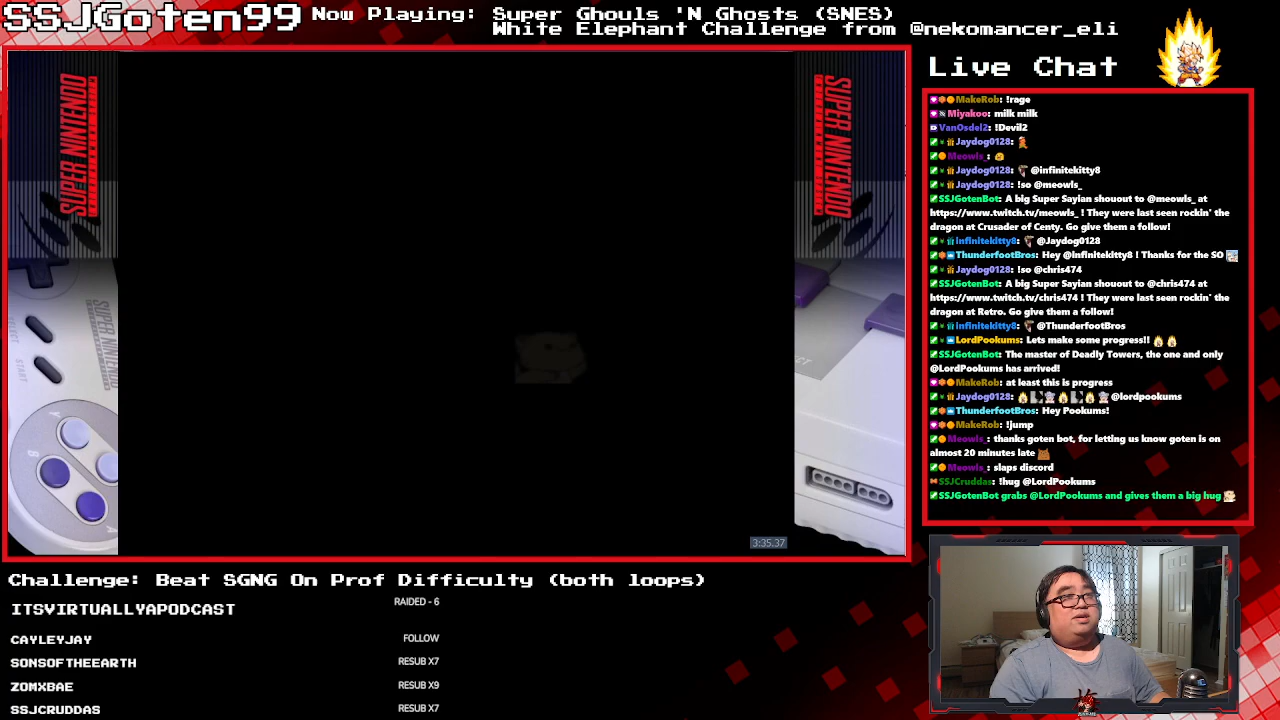 SSJGoten99
Now Playing: Super Ghouls 'N Ghosts (SNES)
White Elephant Challenge from @nekomancer_eli
Live Chat
SUPER NINTENDO
SUPER NINTENDO
SUPER NINTENDO
SELECT
START
MakeRob: !rage
Miyakoo: milk milk
VanOsdel2: !Devil2
Jaydog0128:
Meowls_:
Jaydog0128: @infinitekitty8
Jaydog0128: !so @meowls_
SSJGotenBot: A big Super Sayian shouout to @meowls_ at
https://www.twitch.tv/meowls_ ! They were last seen rockin' the
dragon at Crusader of Centy. Go give them a follow!
infinitekitty8: @Jaydog0128
ThunderfootBros: Hey @infinitekitty8 ! Thanks for the SO
Jaydog0128: !so @chris474
SSJGotenBot: A big Super Sayian shouout to @chris474 at
https://www.twitch.tv/chris474 ! They were last seen rockin' the
dragon at Retro. Go give them a follow!
infinitekitty8: @ThunderfootBros
LordPookums: Lets make some progress!!
SSJGotenBot: The master of Deadly Towers, the one and only
@LordPookums has arrived!
MakeRob: at least this is progress
Jaydog0128: @lordpookums
ThunderfootBros: Hey Pookums!
MakeRob: !jump
Meowls_: thanks goten bot, for letting us know goten is on
almost 20 minutes late
Meowls_: slaps discord
SSJCruddas: !hug @LordPookums
SSJGotenBot grabs @LordPookums and gives them a big hug
3:35.37
Challenge: Beat SGNG On Prof Difficulty (both loops)
ITSVIRTUALLYAPODCAST RAIDED - 6
CAYLEYJAY FOLLOW
SONSOFTHEEARTH RESUB X7
ZOMXBAE RESUB X9
SSJCRUDDAS RESUB X7